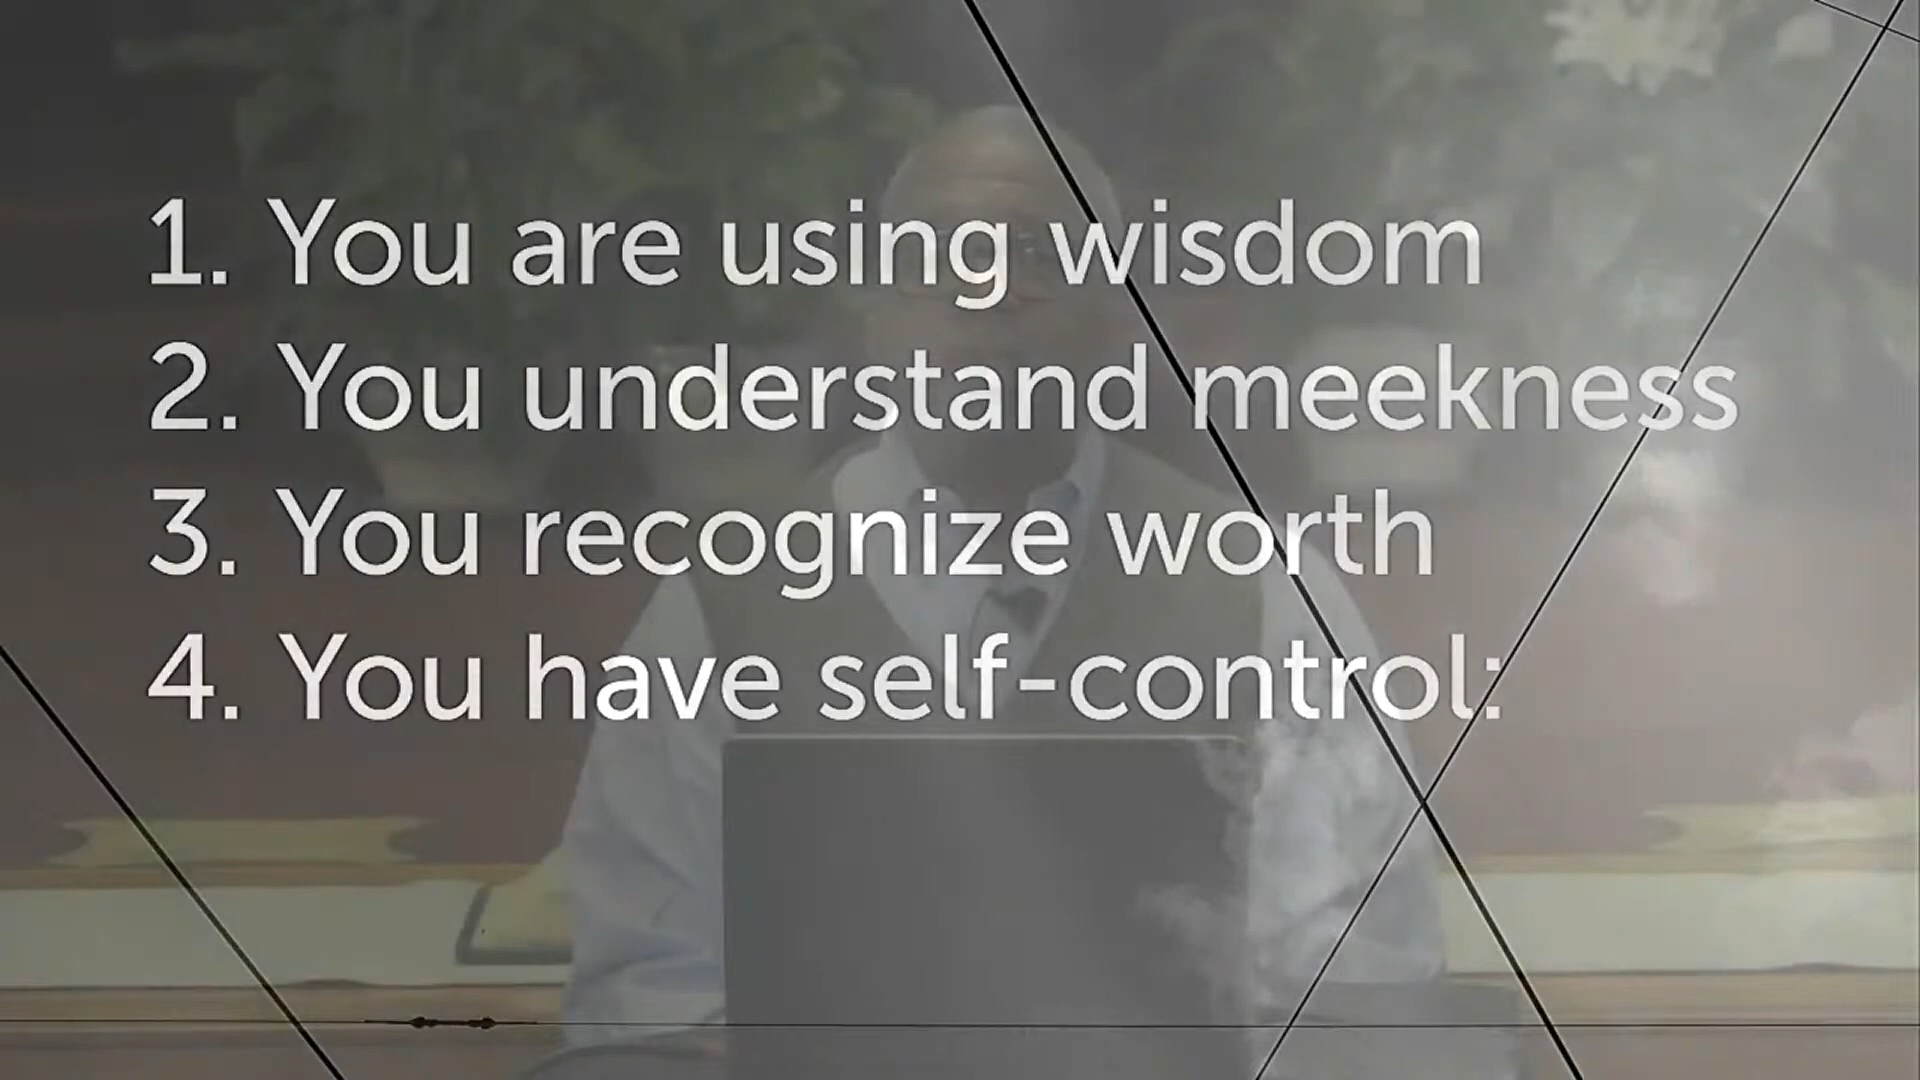 1. You are using wisdom
2. You understand meekness
3. You recognize worth
4. You have self-control: